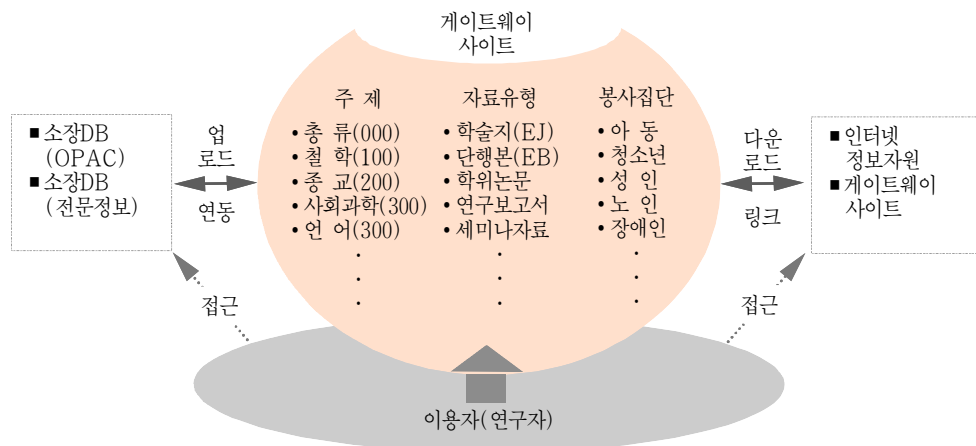 게이트웨이
사이트
주 제
• 총 류(000)
• 철 학(100)
• 종 교(200)
• 사회과학(300)
• 언 어(300)
자료유형
• 학술지(EJ)
• 단행본(EB)
• 학위논문
• 연구보고서
• 세미나자료
봉사집단
• 아 동
• 청소년
• 성 인
• 노 인
• 장애인
■ 소장DB
(OPAC)
■ 소장DB
(전문정보)
업
로드
연동
다운
로드
링크
■ 인터넷
정보자원
■ 게이트웨이
사이트
접근
접근
이용자(연구자)